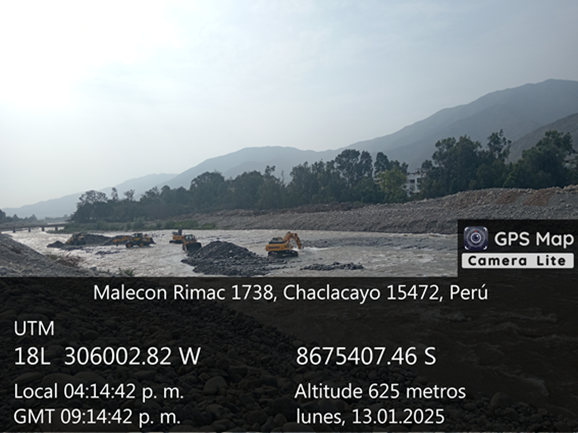 GPS Map
Camera Lite
Malecon Rimac 1738, Chaclacayo 15472, Perú
UTM
18L 306002.82 W 8675407.46 S
Local 04:14:42 p. m. Altitude 625 metros
GMT 09:14:42 p. m. lunes, 13.01.2025